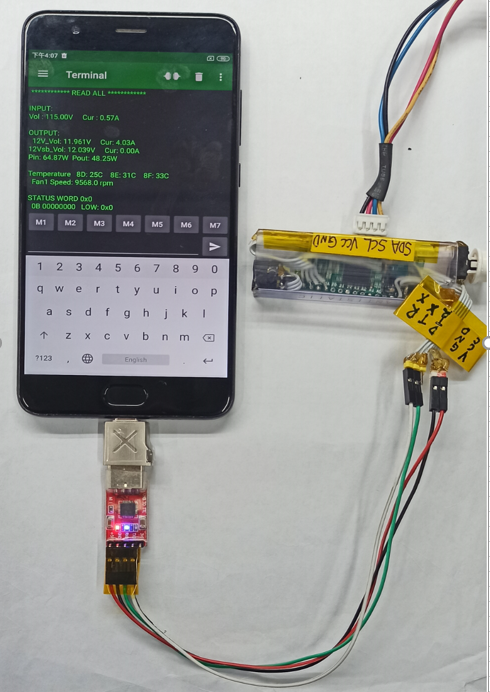 下午4:07
Terminal
************ READ ALL ************
INPUT:
Vol :115.00V Cur : 0.57A
OUTPUT:
12V_Vol: 11.961V Cur: 4.03A
12Vsb_Vol: 12.039V Cur: 0.00A
Pin: 64.87W Pout: 48.25W
Temperature 8D: 25C 8E: 31C 8F: 33C
Fan1 Speed: 9568.0 rpm
STATUS WORD 0x0
0B 00000000 LOW: 0x0
M1 M2 M3 M4 M5 M6 M7
1 2 3 4 5 6 7 8 9 0
q w e r t y u i o p
a s d f g h j k l
z x c v b n m
?123 , English .
SDA SCL VCC GND